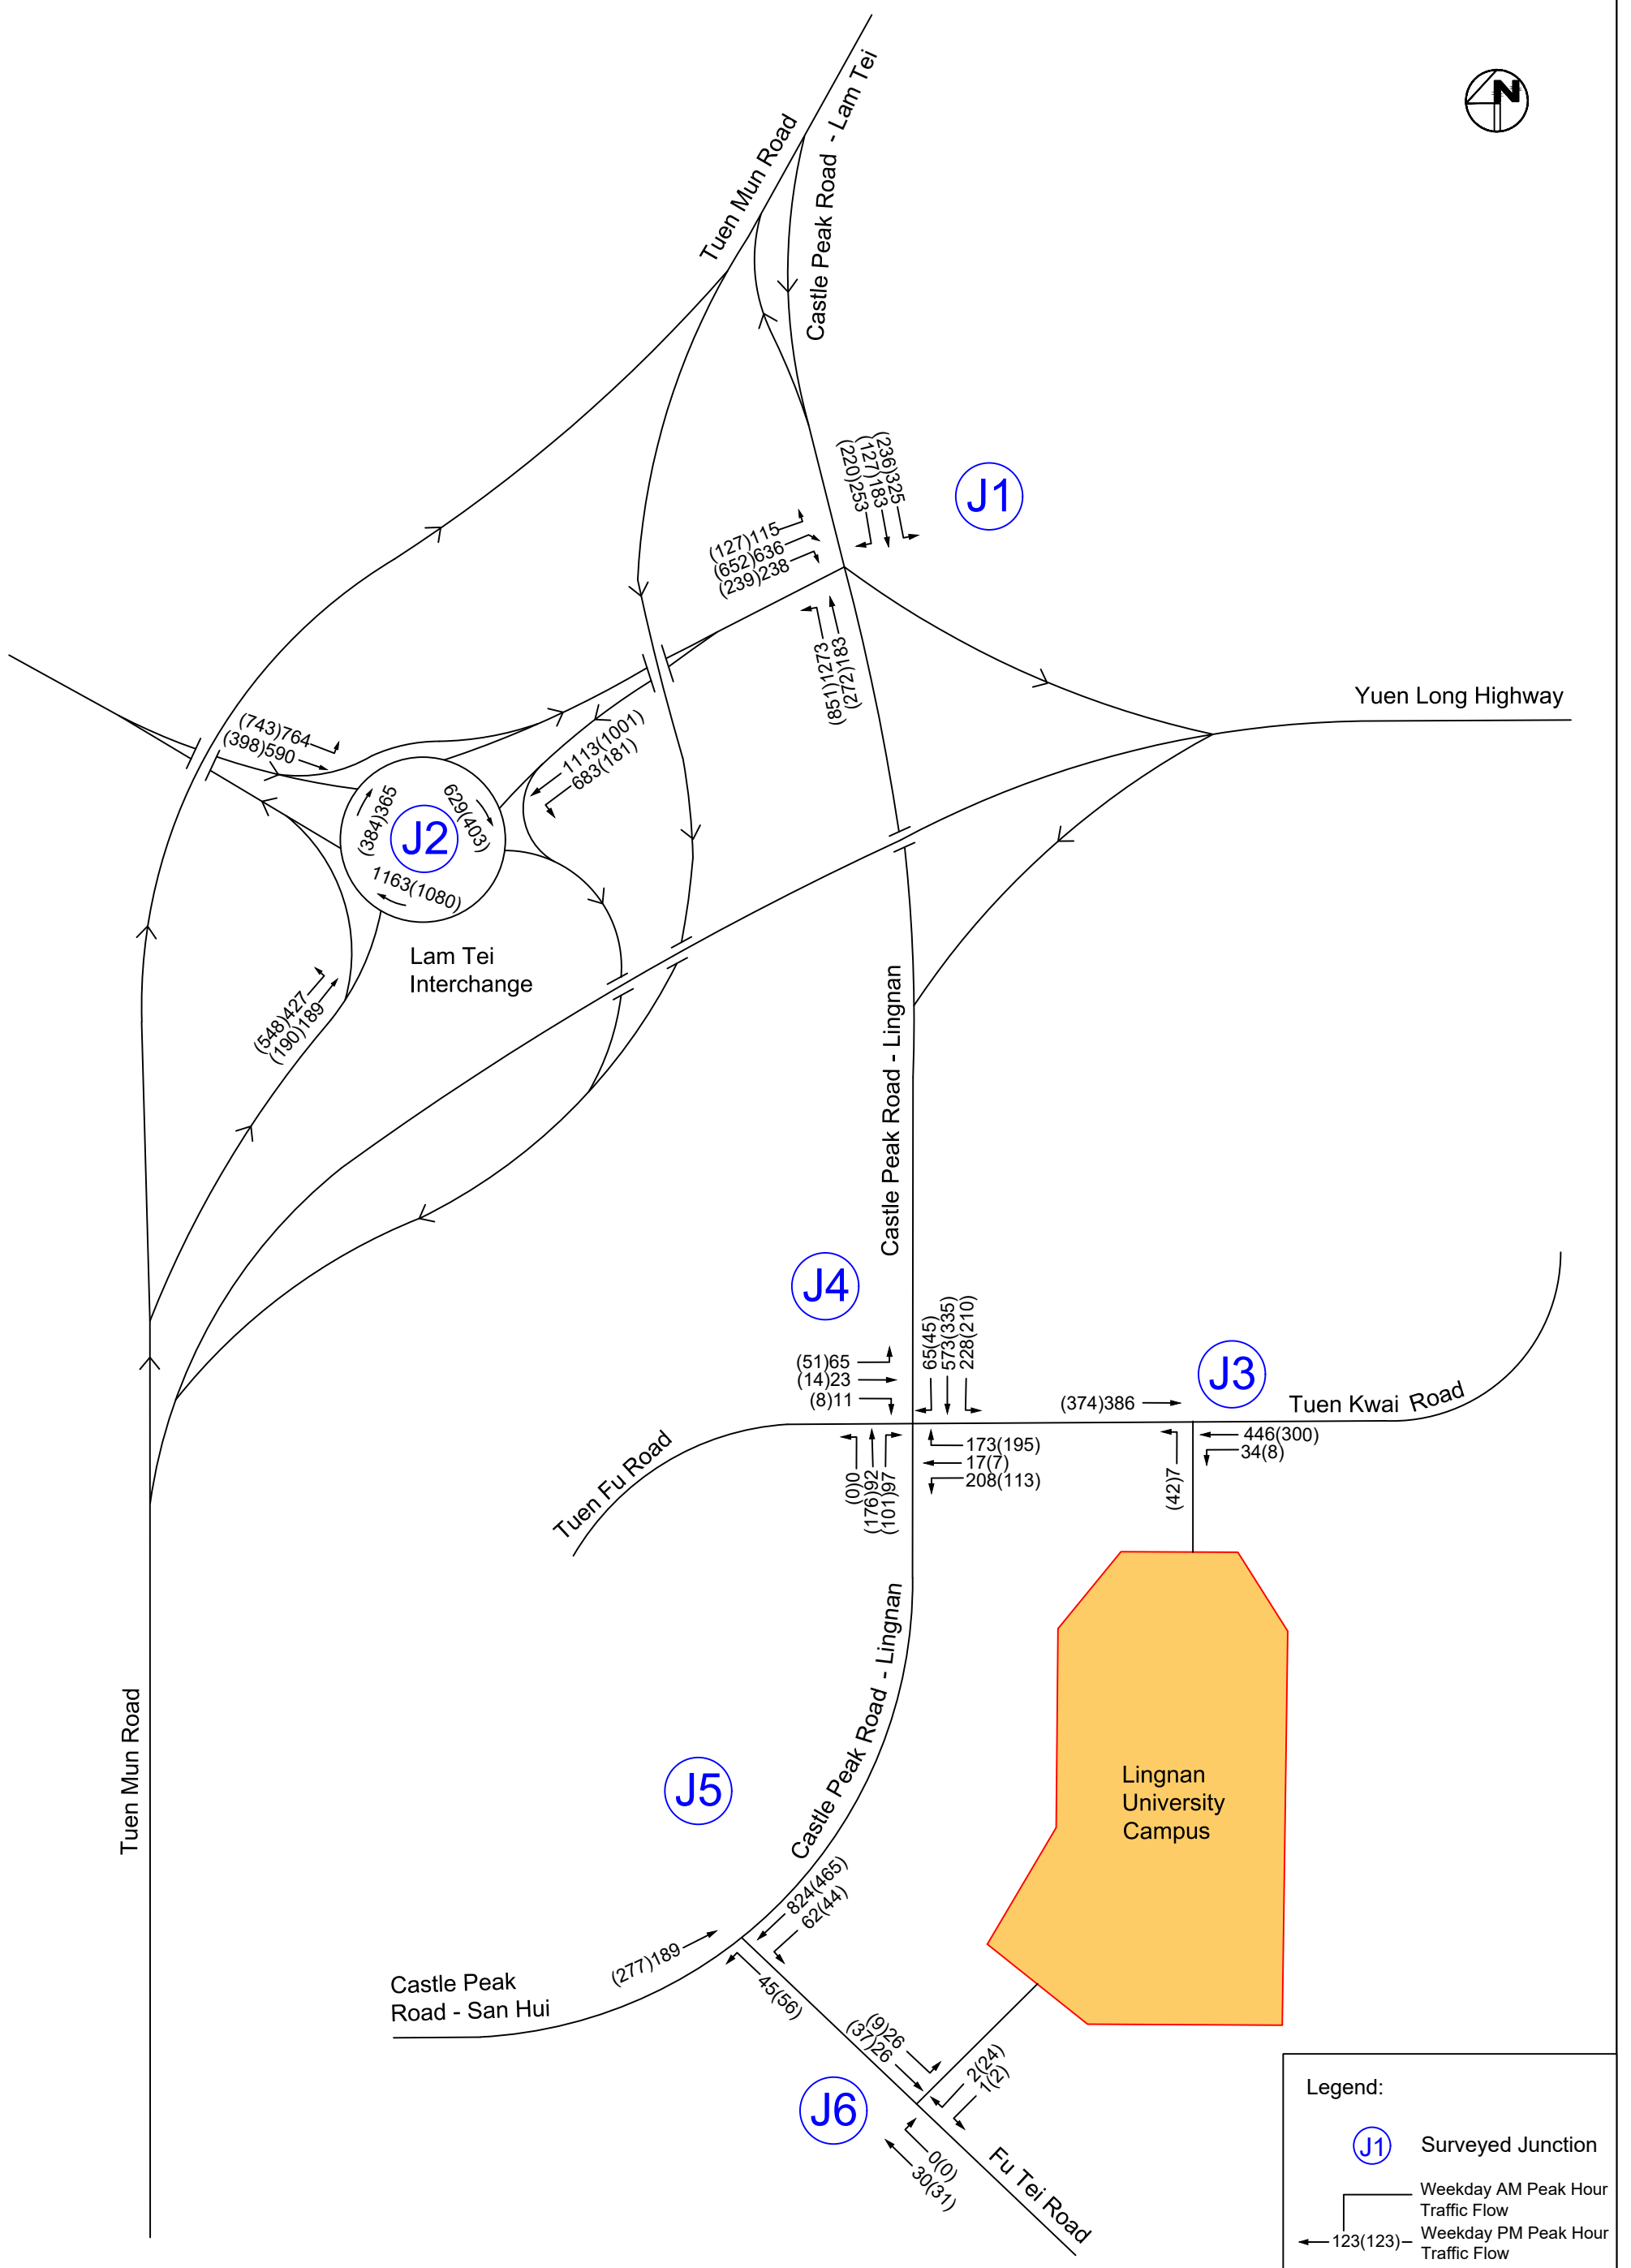 N
Tuen Mun Road
Castle Peak Road - Lam Tei
J1
(236)325
(127)183
(220)253
(127)115
(652)636
(239)238
(851)1273
(272)183
Yuen Long Highway
(743)764
(398)590
1113(1001)
683(181)
(384)365
629(403)
J2
1163(1080)
Lam Tei
Interchange
(548)427
(190)189
Castle Peak Road - Lingnan
J4
65(45)
573(335)
228(210)
(51)65
(14)23
(8)11
J3
(374)386
Tuen Kwai Road
446(300)
34(8)
(42)7
173(195)
17(7)
208(113)
(0)0
(176)92
(101)97
Tuen Fu Road
Castle Peak Road - Lingnan
Tuen Mun Road
J5
Lingnan
University
Campus
824(465)
62(44)
(277)189
45(56)
Castle Peak
Road - San Hui
(9)26
(37)26
2(24)
1(2)
J6
0(0)
30(31)
Fu Tei Road
Legend:
J1 Surveyed Junction
Weekday AM Peak Hour
Traffic Flow
123(123) Weekday PM Peak Hour
Traffic Flow